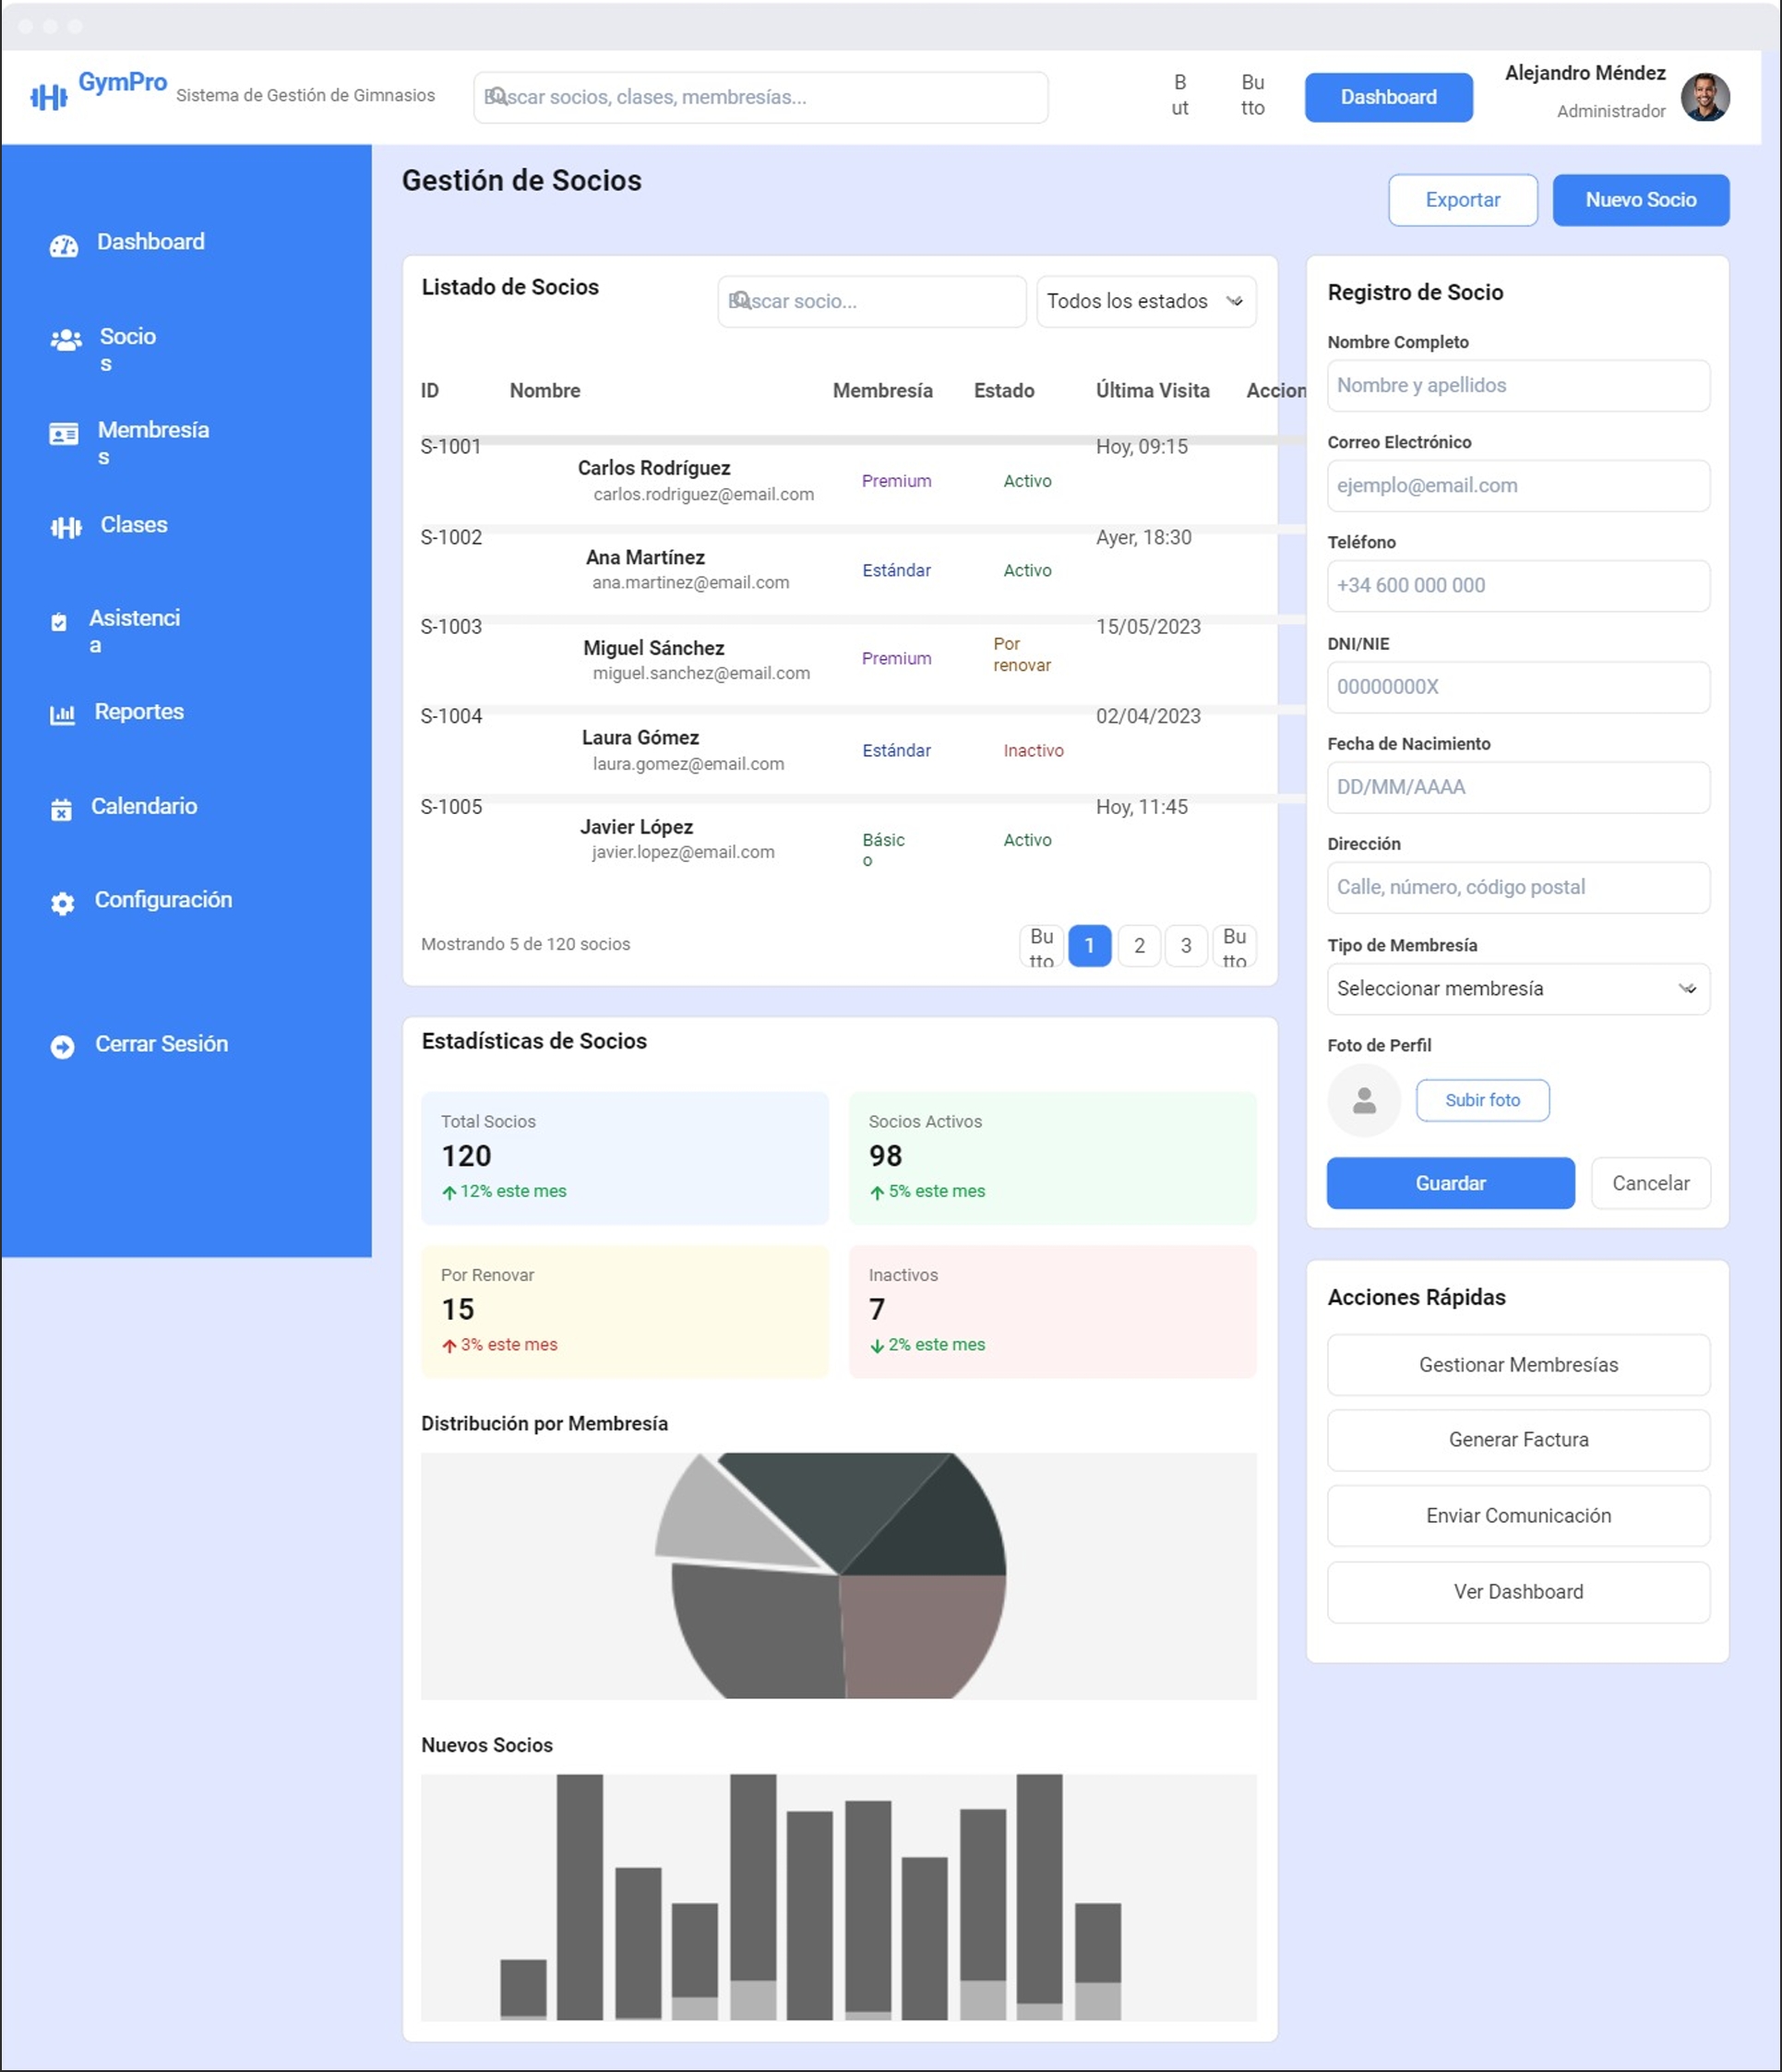 GymPro
Sistema de Gestión de Gimnasios
Buscar socios, clases, membresías...
B
ut
Bu
tto
Dashboard
Alejandro Méndez
Administrador
Dashboard
Socio
s
Membresía
s
Clases
Asistenci
a
Reportes
Calendario
Configuración
Cerrar Sesión
Gestión de Socios
Exportar
Nuevo Socio
Listado de Socios
Buscar socio...
Todos los estados
ID Nombre Membresía Estado Última Visita Accion
S-1001 Hoy, 09:15
Carlos Rodríguez
carlos.rodriguez@email.com
Premium
Activo
S-1002 Ayer, 18:30
Ana Martínez
ana.martinez@email.com
Estándar
Activo
S-1003 15/05/2023
Miguel Sánchez
miguel.sanchez@email.com
Premium
Por
renovar
S-1004 02/04/2023
Laura Gómez
laura.gomez@email.com
Estándar
Inactivo
S-1005 Hoy, 11:45
Javier López
javier.lopez@email.com
Básic
o
Activo
Mostrando 5 de 120 socios
Bu
tto
1
2
3
Bu
tto
Estadísticas de Socios
Total Socios
120
12% este mes
Socios Activos
98
5% este mes
Por Renovar
15
3% este mes
Inactivos
7
2% este mes
Distribución por Membresía
Nuevos Socios
Registro de Socio
Nombre Completo
Nombre y apellidos
Correo Electrónico
ejemplo@email.com
Teléfono
+34 600 000 000
DNI/NIE
00000000X
Fecha de Nacimiento
DD/MM/AAAA
Dirección
Calle, número, código postal
Tipo de Membresía
Seleccionar membresía
Foto de Perfil
Subir foto
Guardar
Cancelar
Acciones Rápidas
Gestionar Membresías
Generar Factura
Enviar Comunicación
Ver Dashboard